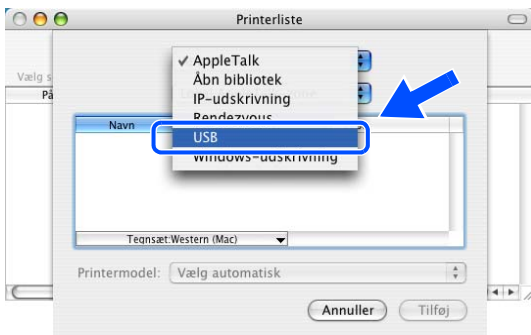 Printerliste
AppleTalk
Åbn bibliotek
IP-udskrivning
Rendezvous
USB
Windows-udskrivning
Vælg s
På
Navn
Tegnsæt:Western (Mac)
Printermodel: Vælg automatisk
Annuller Tilføj